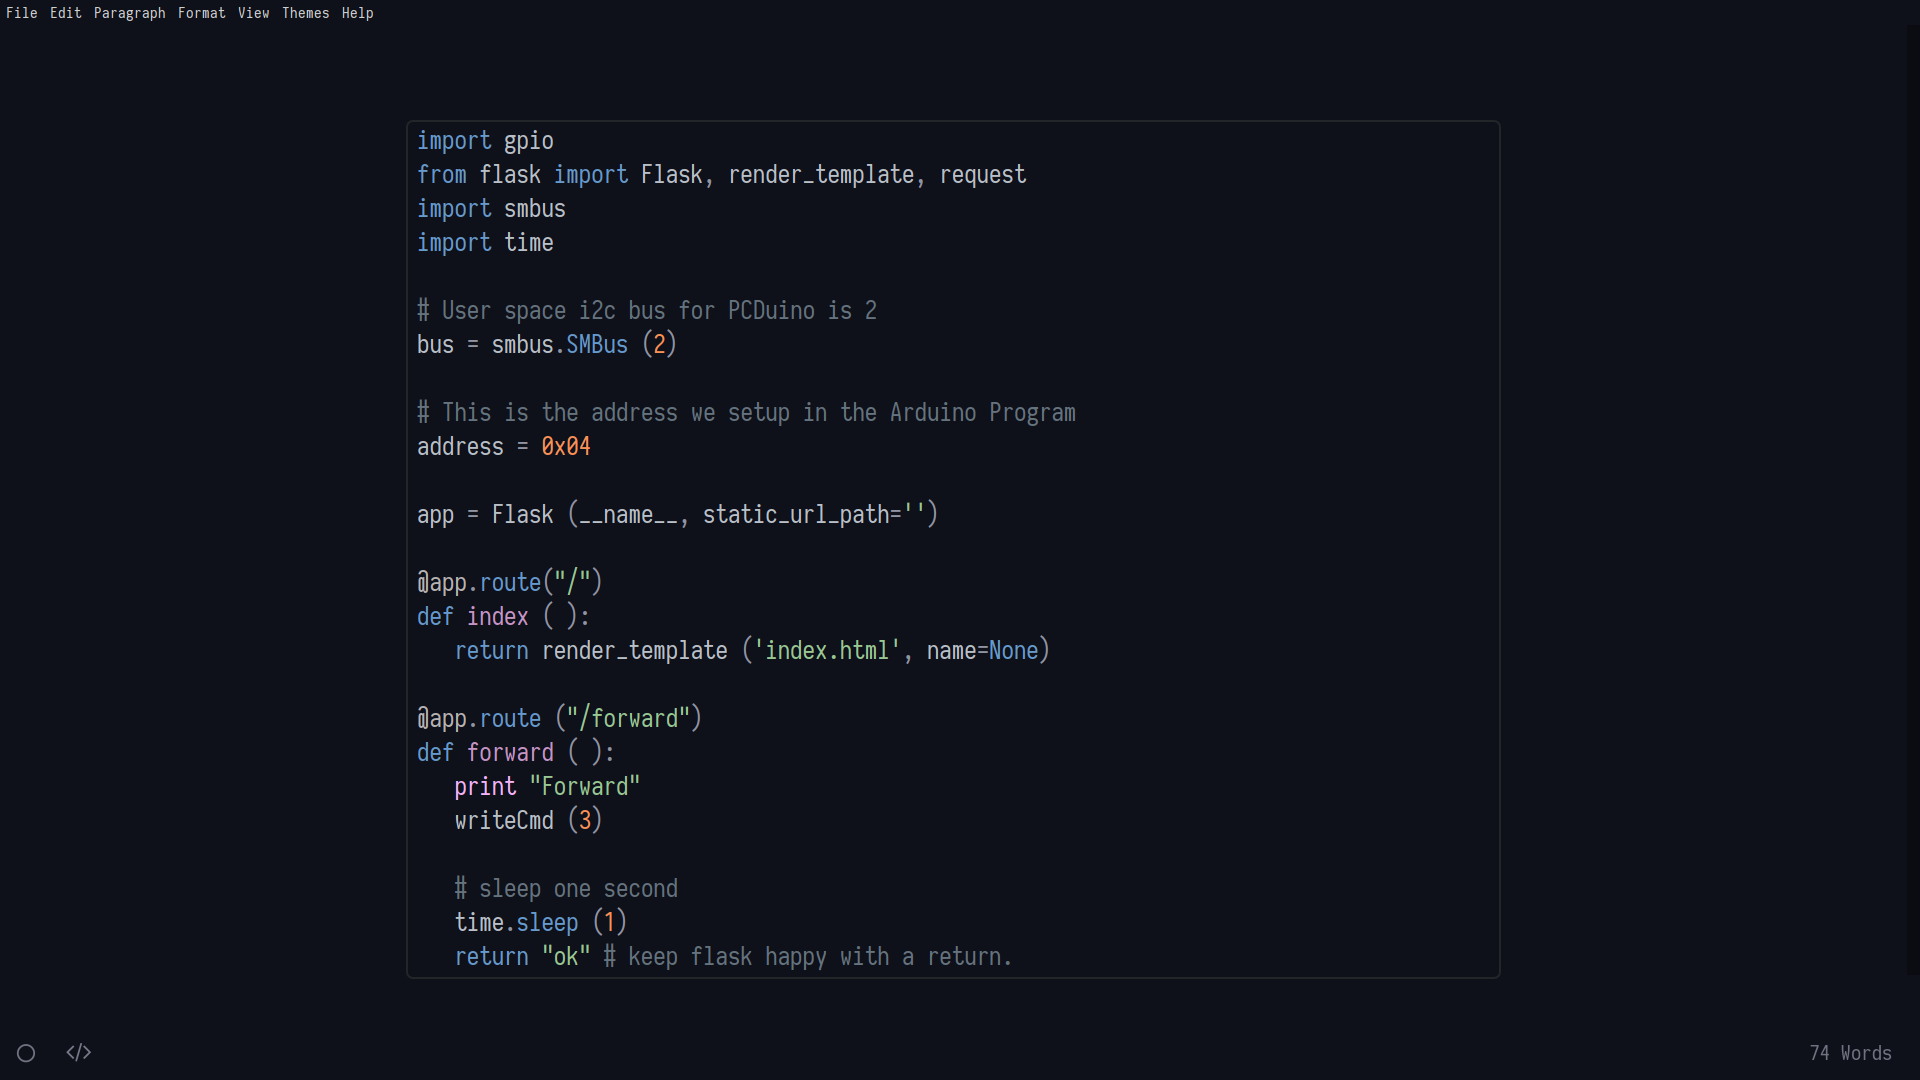 File Edit Paragraph Format View Themes Help
import gpio
from flask import Flask, render_template, request
import smbus
import time
# User space i2c bus for PCDuino is 2
bus = smbus.SMBus (2)
# This is the address we setup in the Arduino Program
address = 0x04
app = Flask (__name__, static_url_path='')
@app.route("/")
def index ( ):
   return render_template ('index.html', name=None)
@app.route ("/forward")
def forward ( ):
   print "Forward"
   writeCmd (3)
   # sleep one second
   time.sleep (1)
   return "ok" # keep flask happy with a return.
74 Words